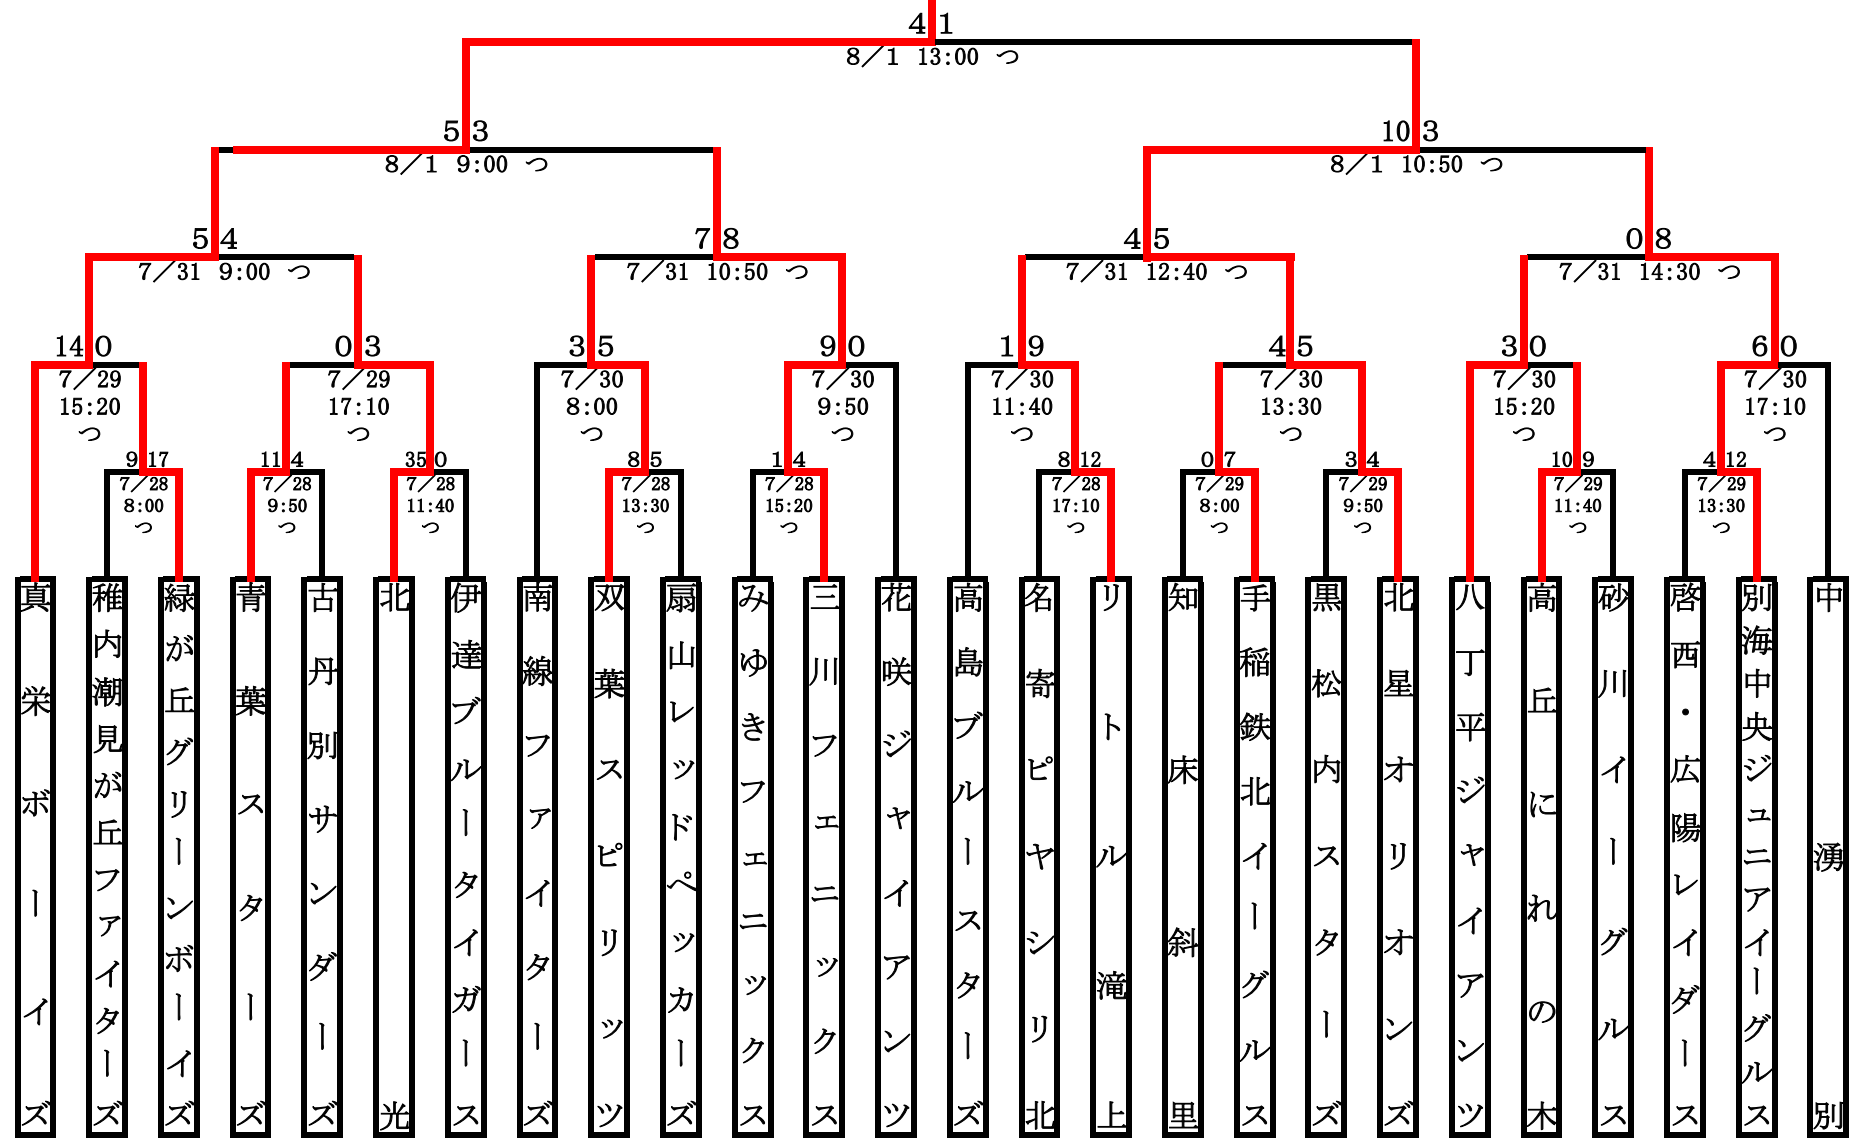 4 1
8／1 13:00 つ
5 3
8／1 9:00 つ
10 3
8／1 10:50 つ
5 4
7／31 9:00 つ
7 8
7／31 10:50 つ
4 5
7／31 12:40 つ
0 8
7／31 14:30 つ
14 0
7／29
15:20
つ
0 3
7／29
17:10
つ
3 5
7／30
8:00
つ
9 0
7／30
9:50
つ
1 9
7／30
11:40
つ
4 5
7／30
13:30
つ
3 0
7／30
15:20
つ
6 0
7／30
17:10
つ
9 17
7／28
8:00
つ
11 4
7／28
9:50
つ
35 0
7／28
11:40
つ
8 5
7／28
13:30
つ
1 4
7／28
15:20
つ
8 12
7／28
17:10
つ
0 7
7／29
8:00
つ
3 4
7／29
9:50
つ
10 9
7／29
11:40
つ
4 12
7／29
13:30
つ
真栄ボーイズ
稚内潮見が丘ファイターズ
緑が丘グリーンボーイズ
青葉スターズ
古丹別サンダーズ
北光
伊達ブルータイガース
南線ファイターズ
双葉スピリッツ
扇山レッドペッカーズ
みゆきフェニックス
三川フェニックス
花咲ジャイアンツ
高島ブルースターズ
名寄ピヤシリ北
リトル滝上
知床斜里
手稲鉄北イーグルス
黒松内スターズ
北星オリオンズ
八丁平ジャイアンツ
高丘にれの木
砂川イーグルス
啓西・広陽レイダース
別海中央ジュニアイーグルス
中湧別